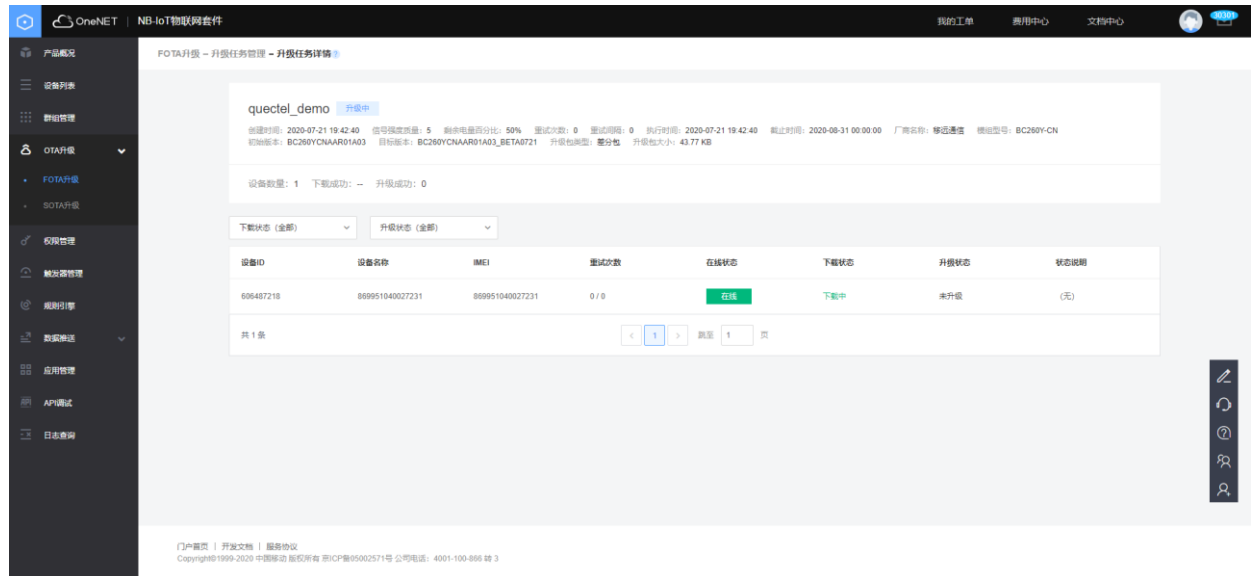 OneNET | NB-IoT物联网套件
我的工单 费用中心 文档中心
30301
产品概况
设备列表
群组管理
OTA升级
FOTA升级
SOTA升级
权限管理
触发器管理
规则引擎
数据推送
应用管理
API调试
日志查询
FOTA升级 – 升级任务管理 – 升级任务详情
quectel_demo 升级中
创建时间: 2020-07-21 19:42:40 信号强度质量: 5 剩余电量百分比: 50% 重试次数: 0 重试间隔: 0 执行时间: 2020-07-21 19:42:40 截止时间: 2020-08-31 00:00:00 厂商名称: 移远通信 模组型号: BC260Y-CN
初始版本: BC260YCNAAR01A03 目标版本: BC260YCNAAR01A03_BETA0721 升级包类型: 差分包 升级包大小: 43.77 KB
设备数量: 1 下载成功: -- 升级成功: 0
下载状态 (全部) 升级状态 (全部)
设备ID 设备名称 IMEI 重试次数 在线状态 下载状态 升级状态 状态说明
606487218 869951040027231 869951040027231 0 / 0 在线 下载中 未升级 (无)
共 1 条 < 1 > 跳至 1 页
门户首页 | 开发文档 | 服务协议
Copyright©1999-2020 中国移动 版权所有 京ICP备05002571号 公司电话: 4001-100-866 转 3